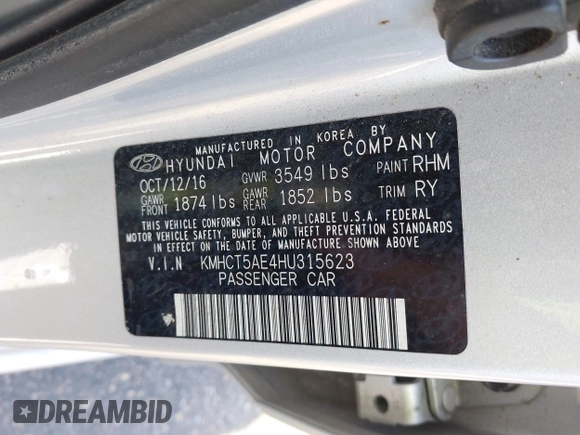 MANUFACTURED IN KOREA BY
HYUNDAI MOTOR COMPANY
OCT/12/16 GVWR 3549 lbs PAINT RHM
GAWR FRONT 1874 lbs GAWR REAR 1852 lbs TRIM RY
THIS VEHICLE CONFORMS TO ALL APPLICABLE U.S.A. FEDERAL
MOTOR VEHICLE SAFETY, BUMPER, AND THEFT PREVENTION STANDARDS
IN EFFECT ON THE DATE OF MANUFACTURE SHOWN ABOVE.
V.I.N KMHCT5AE4HU315623
PASSENGER CAR
DREAMBID